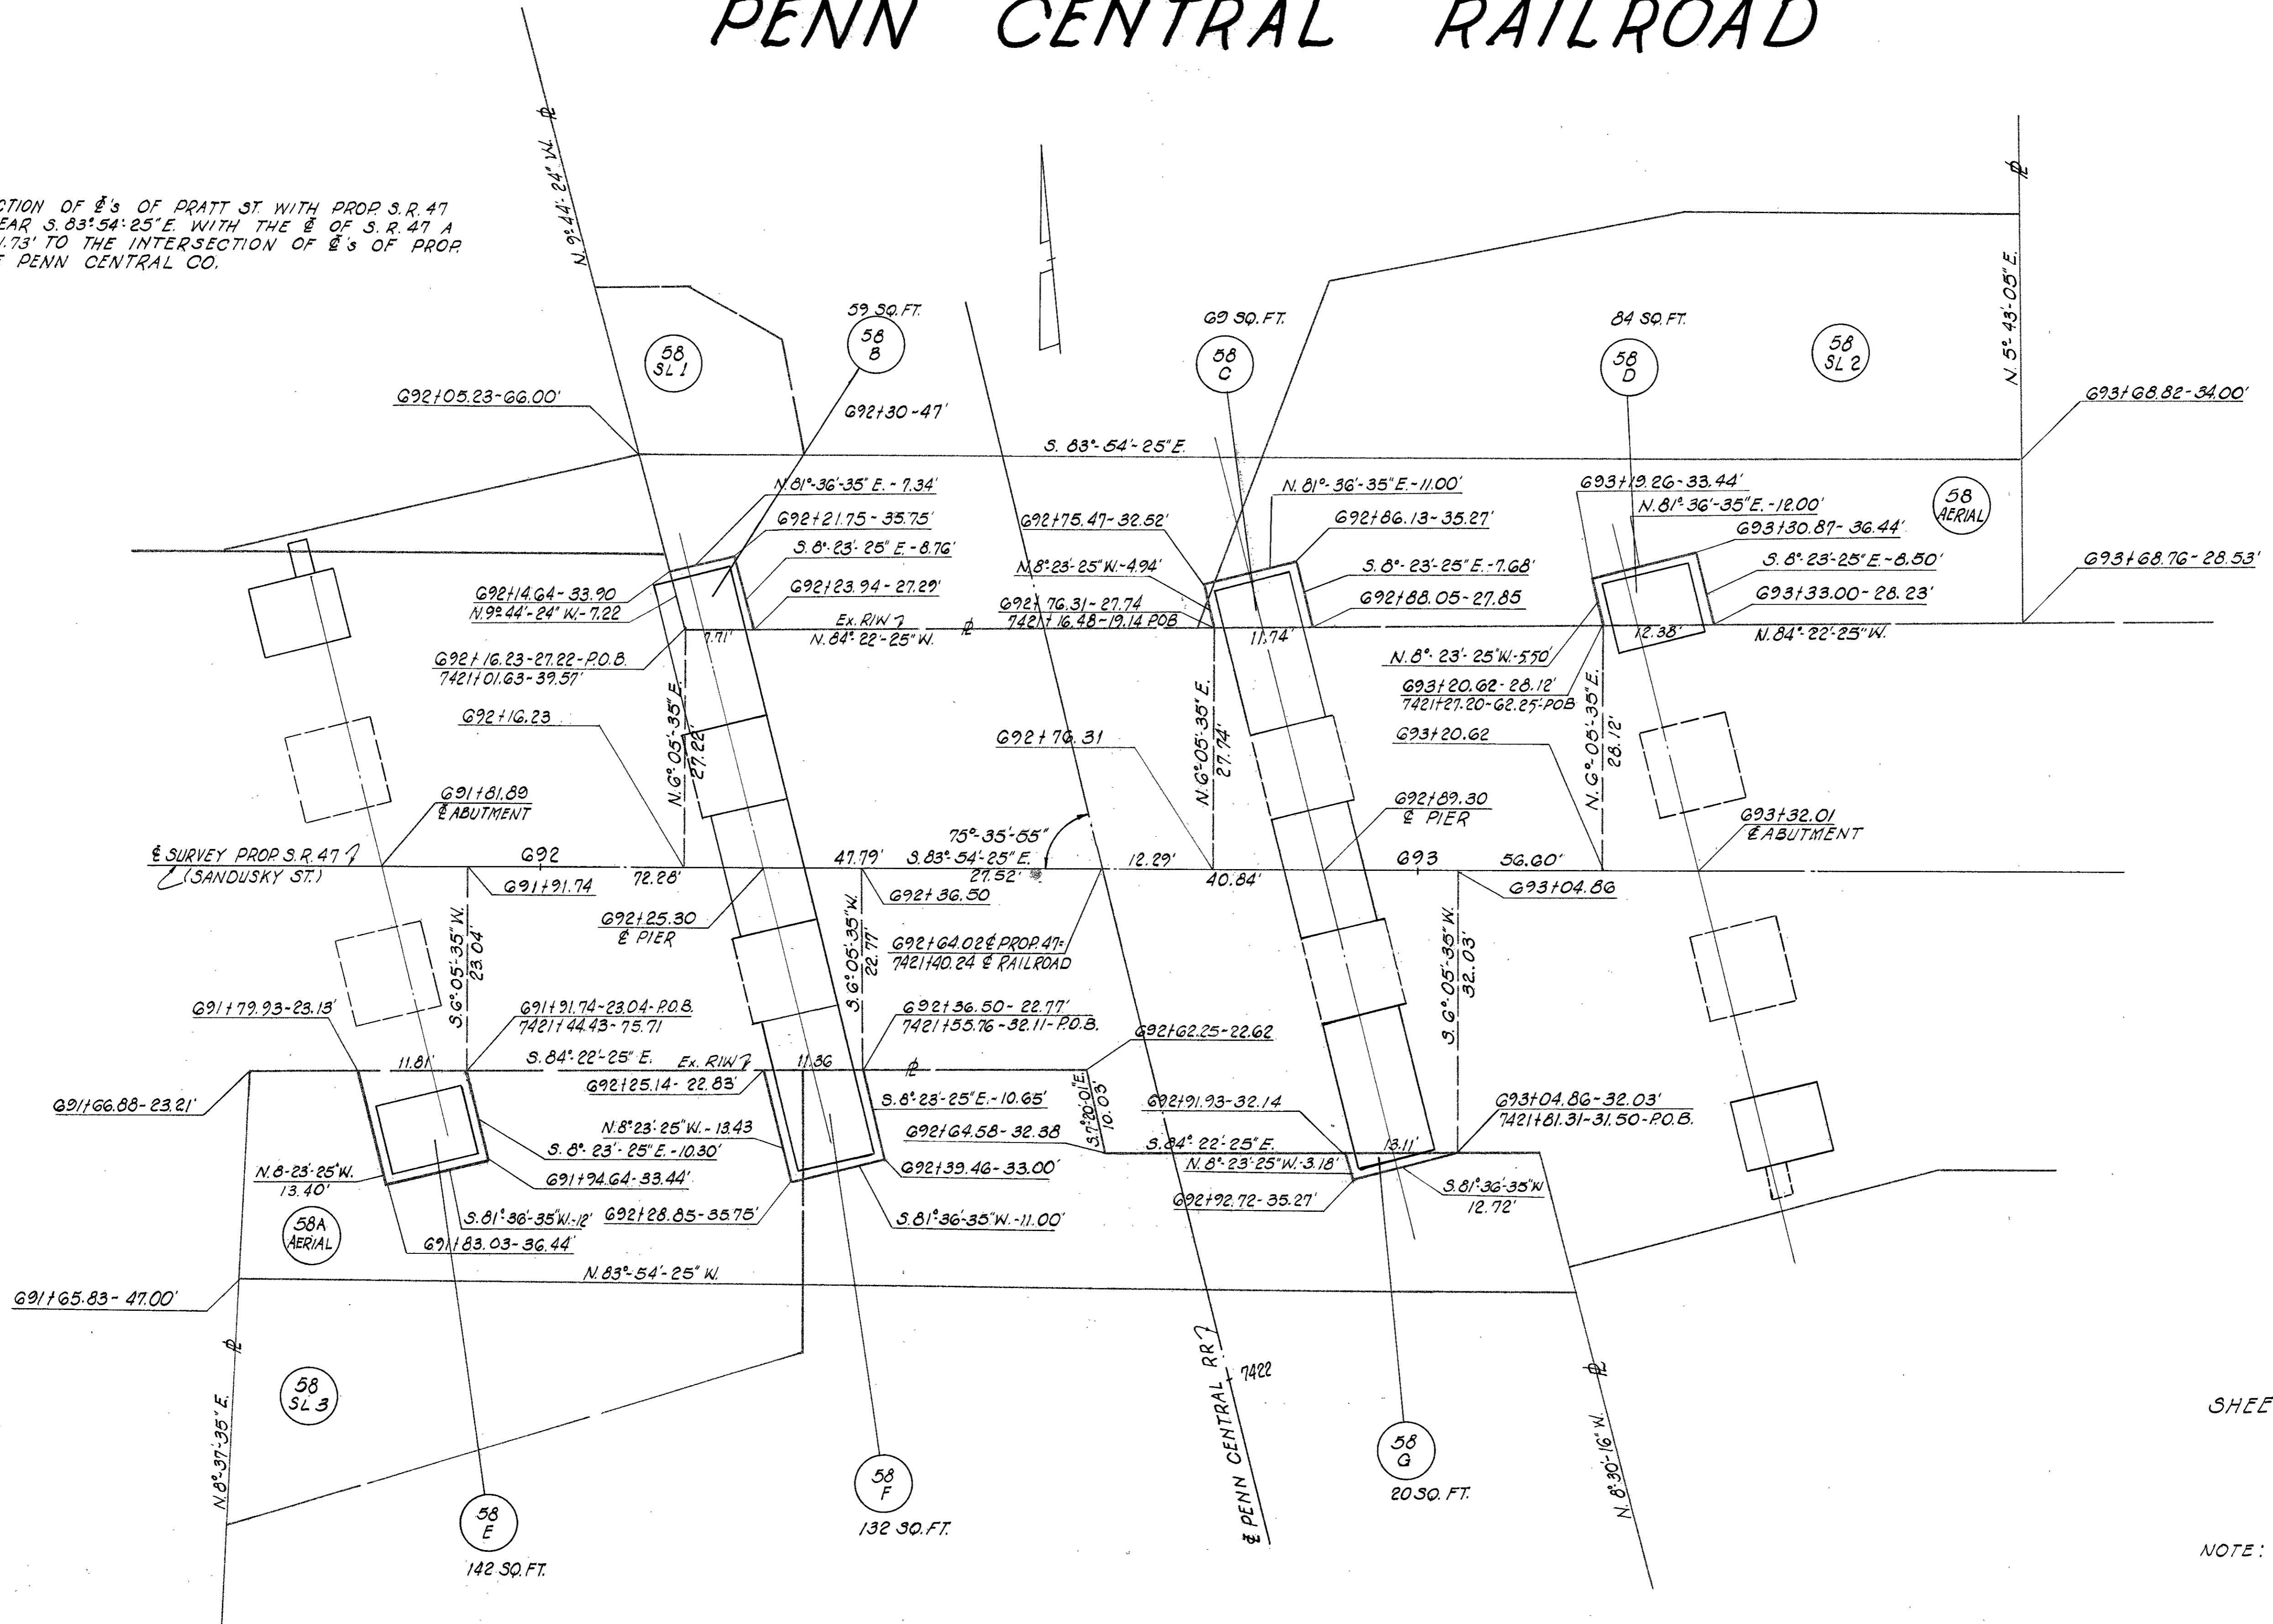 PENN CENTRAL RAILROAD
CTION OF ℄'s OF PRATT ST. WITH PROP. S.R. 47
EAR S. 83°-54'-25" E. WITH THE ℄ OF S.R. 47 A
1.73' TO THE INTERSECTION OF ℄'s OF PROP.
PENN CENTRAL CO.
N. 9°-44'-24" W. ⅊
⅊
N. 5°-43'-05" E.
59 SQ. FT.
58 B
69 SQ. FT.
58 C
84 SQ. FT.
58 D
58 SL 2
58 SL 1
692+05.23-66.00'
692+30-47'
693+68.82-34.00'
S. 83°-54'-25" E.
N. 81°-36'-35" E.-7.34'
692+21.75-35.75'
S. 8°-23'-25" E.-8.76'
692+23.94-27.29'
692+14.64-33.90
N. 9°-44'-24" W.-7.22
692+75.47-32.52'
N. 8°-23'-25" W.-4.94'
692+76.31-27.74
7421+16.48-19.14 POB
N. 81°-36'-35" E.-11.00'
692+86.13-35.27'
S. 8°-23'-25" E.-7.68'
692+88.05-27.85
693+19.26-33.44'
N. 81°-36'-35" E.-12.00'
693+30.87-36.44'
S. 8°-23'-25" E.-8.50'
693+33.00-28.23'
58 AERIAL
693+68.76-28.53'
Ex. R/W
N. 84°-22'-25" W.
⅊
7.71'
11.74'
12.38'
N. 84°-22'-25" W.
692+16.23-27.22-P.O.B.
7421+01.63-39.57'
N. 8°-23'-25" W.-5.50'
693+20.62-28.12'
7421+27.20-62.25'-POB
692+16.23
N. 6°-05'-35" E.
27.22'
692+76.31
N. 6°-05'-35" E.
27.74'
693+20.62
N. 6°-05'-35" E.
28.12'
691+81.89
℄ ABUTMENT
692+89.30
℄ PIER
693+32.01
℄ ABUTMENT
75°-35'-55"
℄ SURVEY PROP. S.R. 47
(SANDUSKY ST.)
692
47.79'
S. 83°-54'-25" E.
27.52'
12.29'
693
56.60'
72.28'
40.84'
691+91.74
692+36.50
693+04.86
692+25.30
℄ PIER
692+64.02 ℄ PROP. 47=
7421+40.24 ℄ RAILROAD
S. 6°-05'-35" W.
23.04'
S. 6°-05'-35" W.
22.77'
S. 6°-05'-35" W.
32.03'
691+79.93-23.13'
691+91.74-23.04-P.O.B.
7421+44.43-75.71
692+36.50-22.77'
7421+55.76-32.11-P.O.B.
692+62.25-22.62
11.81'
S. 84°-22'-25" E.
Ex. R/W
11.36
⅊
692+25.14-22.83'
691+66.88-23.21'
S. 8°-23'-25" E.-10.65'
S. 7°-20'-01" E.
10.03'
692+91.93-32.14
693+04.86-32.03'
7421+81.31-31.50-P.O.B.
N. 8°23'-25" W.-13.43
692+64.58-32.38
S. 84°-22'-25" E.
13.11'
S. 8°-23'-25" E.-10.30'
N. 8-23'-25" W.
13.40'
691+94.64-33.44'
692+39.46-33.00'
N. 8°-23'-25" W.-3.18'
692+92.72-35.27'
S. 81°-36'-35" W
12.72'
58A AERIAL
S. 81°-36'-35" W.-12'
692+28.85-35.75'
S. 81°36'-35" W.-11.00'
691+83.03-36.44'
N. 83°-54'-25" W.
691+65.83-47.00'
⅊
58 SL 3
N. 8°-37'-35" E.
℄ PENN CENTRAL RR
7422
⅊
N. 8°-30'-16" W.
58 G
20 SQ. FT.
58 F
132 SQ. FT.
58 E
142 SQ. FT.
SHEE
NOTE: